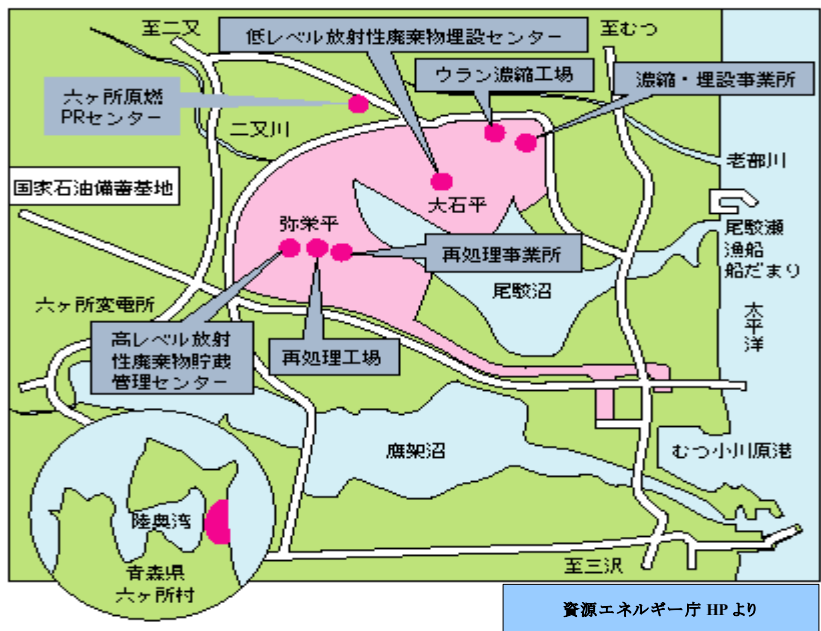 至二又
低レベル放射性廃棄物埋設センター
至むつ
ウラン濃縮工場
濃縮・埋設事業所
六ヶ所原燃
PRセンター
二又川
老部川
国家石油備蓄基地
大石平
弥栄平
尾駮瀬
漁船
船だまり
再処理事業所
尾駮沼
六ヶ所変電所
太平洋
高レベル放射
性廃棄物貯蔵
管理センター
再処理工場
鷹架沼
むつ小川原港
陸奥湾
青森県
六ヶ所村
至三沢
資源エネルギー庁 HP より